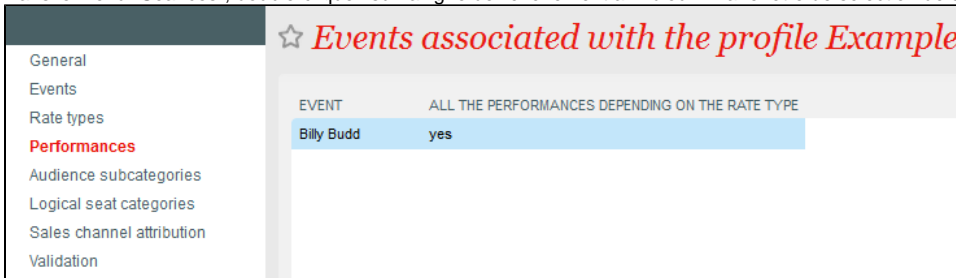 Events associated with the profile Example
General
Events
Rate types
Performances
Audience subcategories
Logical seat categories
Sales channel attribution
Validation
EVENT ALL THE PERFORMANCES DEPENDING ON THE RATE TYPE
Billy Budd yes